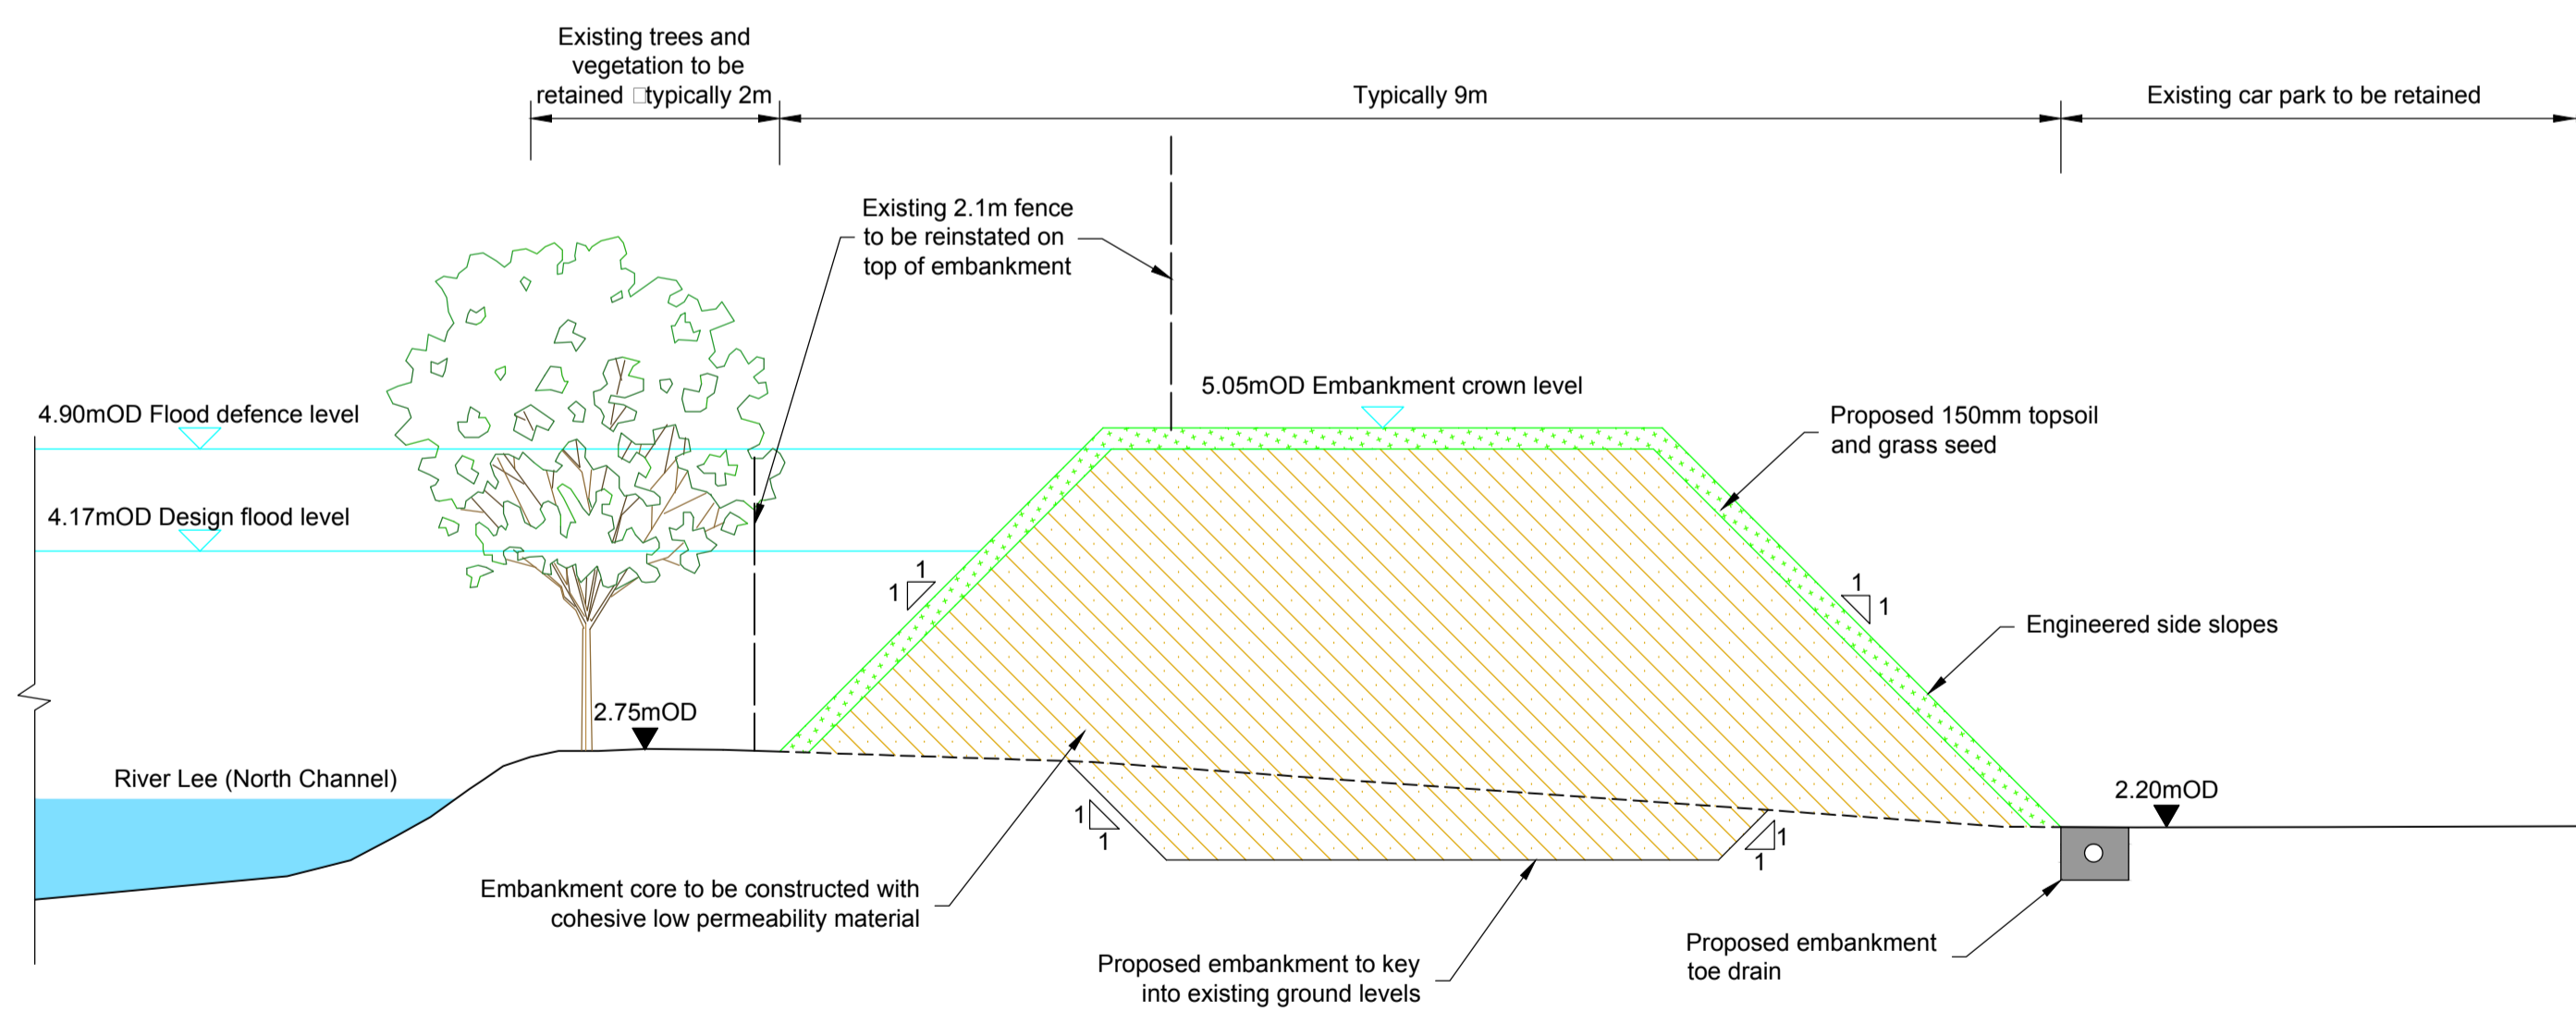 Existing trees and
vegetation to be
retained □typically 2m
Typically 9m
Existing car park to be retained
Existing 2.1m fence
to be reinstated on
top of embankment
5.05mOD Embankment crown level
4.90mOD Flood defence level
Proposed 150mm topsoil
and grass seed
4.17mOD Design flood level
1
1
1
1
Engineered side slopes
2.75mOD
River Lee (North Channel)
2.20mOD
1
1
1
1
Embankment core to be constructed with
cohesive low permeability material
Proposed embankment to key
into existing ground levels
Proposed embankment
toe drain